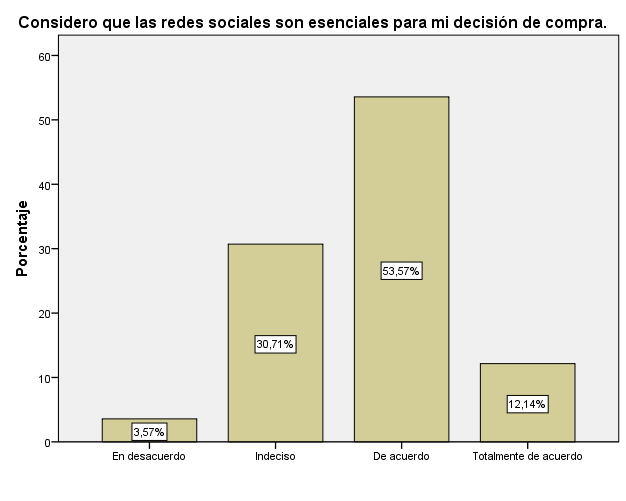 Considero que las redes sociales son esenciales para mi decisión de compra.
60
50
40
30
20
10
0
Porcentaje
3,57%
30,71%
53,57%
12,14%
En desacuerdo
Indeciso
De acuerdo
Totalmente de acuerdo